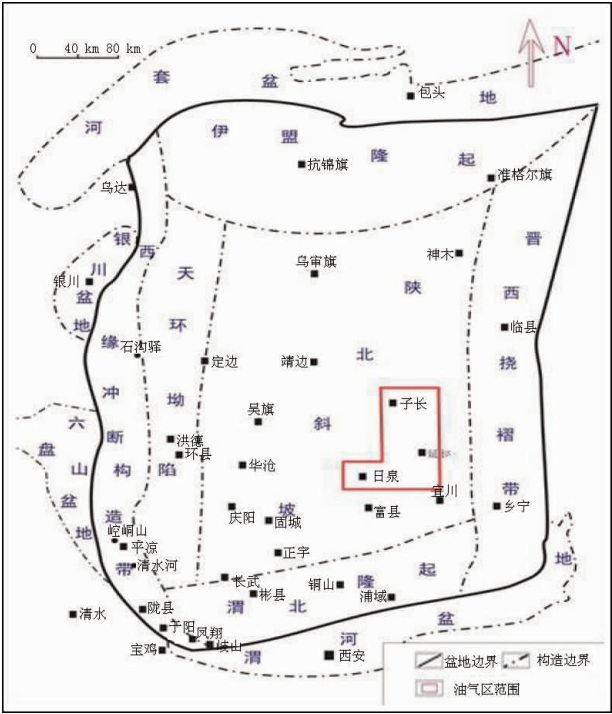 0 40 km 80 km
N
河套盆地
包头
伊盟隆起
杭锦旗
准格尔旗
乌达
银川盆地
银川
西缘冲断构造带
天环坳陷
陕北斜坡
晋西挠褶带
乌审旗
神木
临县
石沟驿
定边
靖边
吴旗
子长
六盘山盆地
洪德
环县
华沧
日泉
宜川
庆阳
固城
富县
乡宁
崆峒山
平凉
清水河
正宇
长武
彬县
铜山
浦域
渭北隆起
清水
陇县
千阳
凤翔
岐山
宝鸡
西安
渭河盆地
盆地边界
构造边界
油气区范围